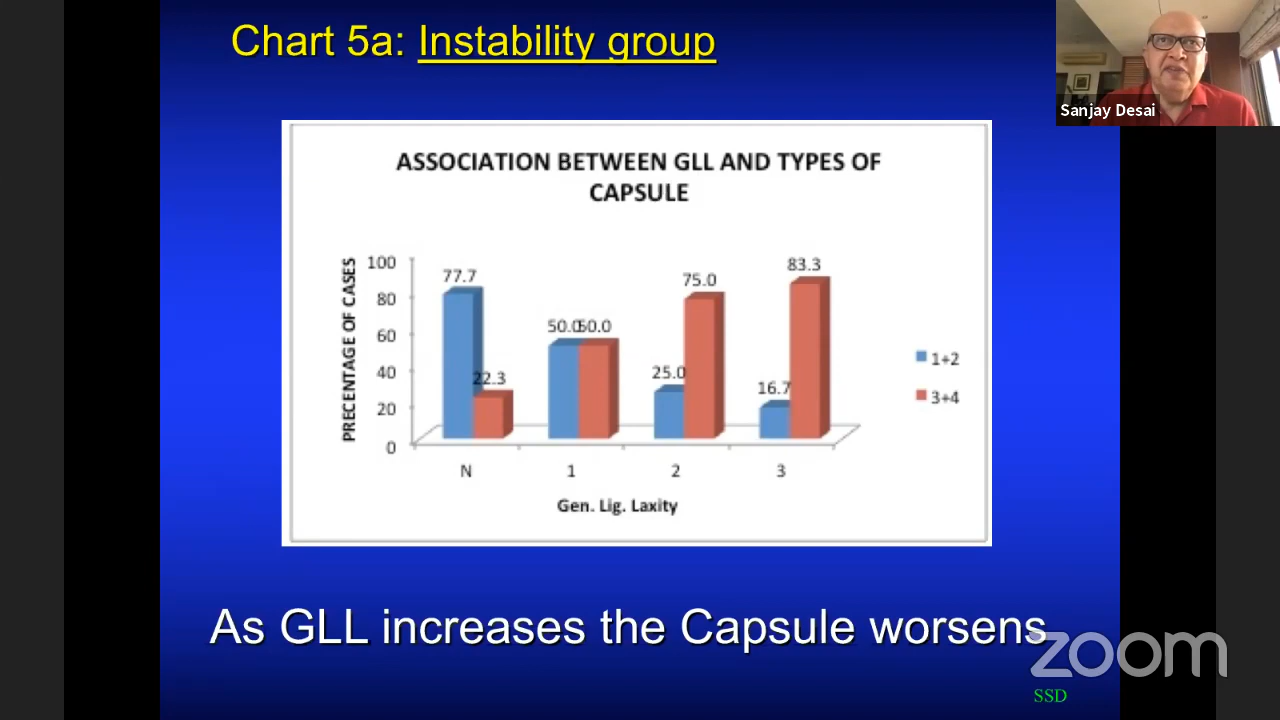 Chart 5a: Instability group
Sanjay Desai
ASSOCIATION BETWEEN GLL AND TYPES OF
CAPSULE
PRECENTAGE OF CASES
100
80
60
40
20
0
77.7
22.3
50.0
50.0
25.0
75.0
16.7
83.3
N
1
2
3
Gen. Lig. Laxity
1+2
3+4
As GLL increases the Capsule worsens
zoom
SSD